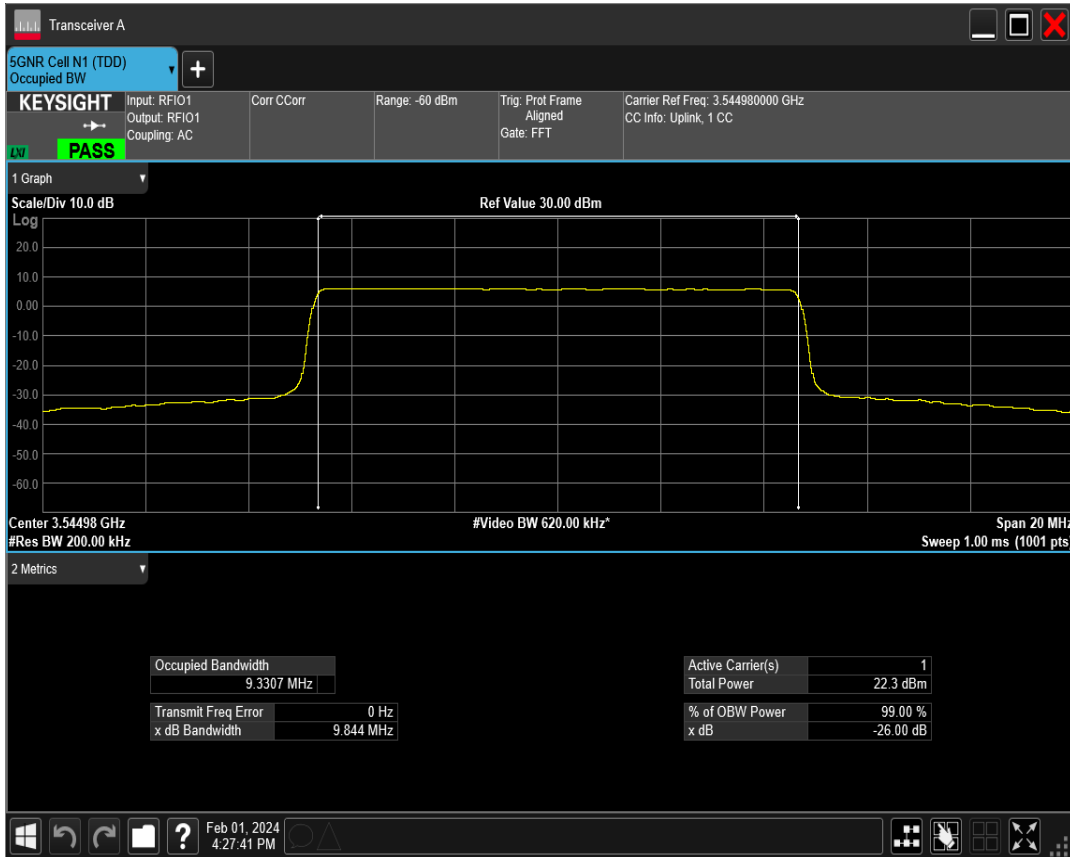 Transceiver A
5GNR Cell N1 (TDD)
Occupied BW
KEYSIGHT
LXI
PASS
Input: RFIO1
Output: RFIO1
Coupling: AC
Corr CCorr
Range: -60 dBm
Trig: Prot Frame
Aligned
Gate: FFT
Carrier Ref Freq: 3.544980000 GHz
CC Info: Uplink, 1 CC
1 Graph
Scale/Div 10.0 dB
Ref Value 30.00 dBm
Log
20.0
10.0
0.00
-10.0
-20.0
-30.0
-40.0
-50.0
-60.0
Center 3.54498 GHz
#Video BW 620.00 kHz*
Span 20 MHz
#Res BW 200.00 kHz
Sweep 1.00 ms (1001 pts)
2 Metrics
Occupied Bandwidth
9.3307 MHz
Transmit Freq Error 0 Hz
x dB Bandwidth 9.844 MHz
Active Carrier(s) 1
Total Power 22.3 dBm
% of OBW Power 99.00 %
x dB -26.00 dB
?
Feb 01, 2024
4:27:41 PM